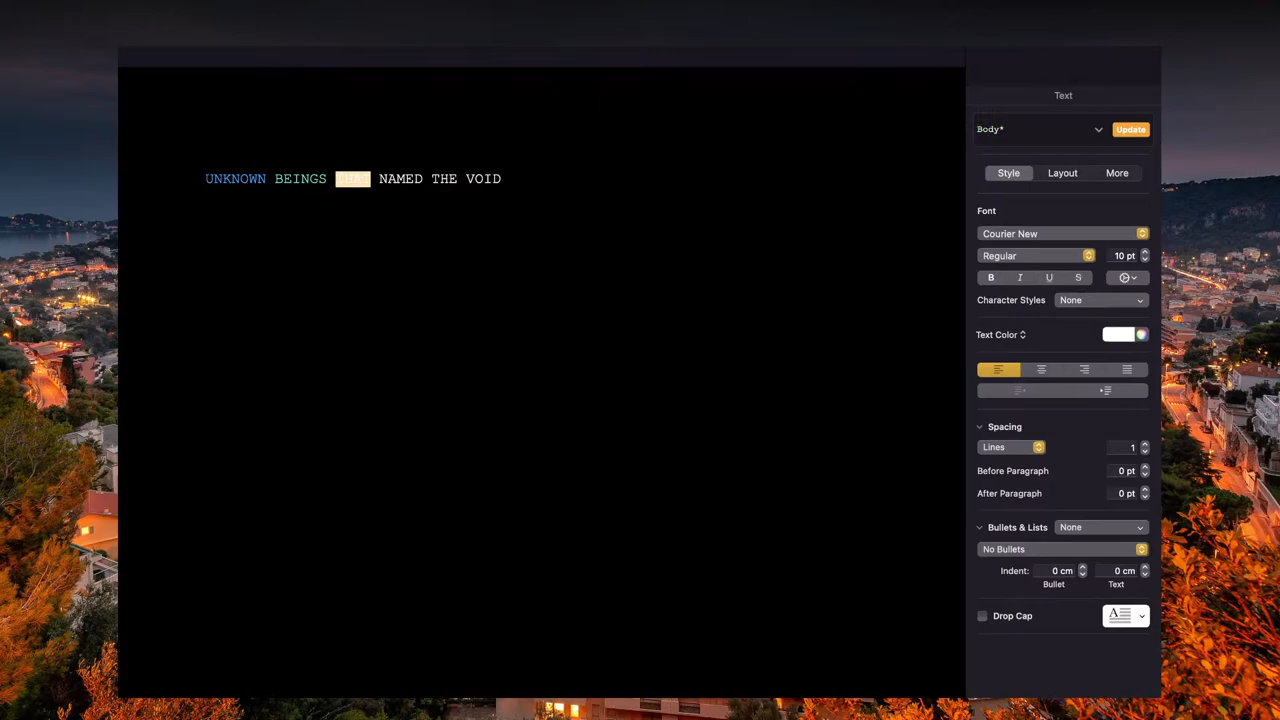 Text
Body*
Update
UNKNOWN BEINGS THAT NAMED THE VOID
Style Layout More
Font
Courier New
Regular 10 pt
B I U S
Character Styles None
Text Color
Spacing
Lines 1
Before Paragraph 0 pt
After Paragraph 0 pt
Bullets & Lists None
No Bullets
Indent: 0 cm 0 cm
Bullet Text
Drop Cap A